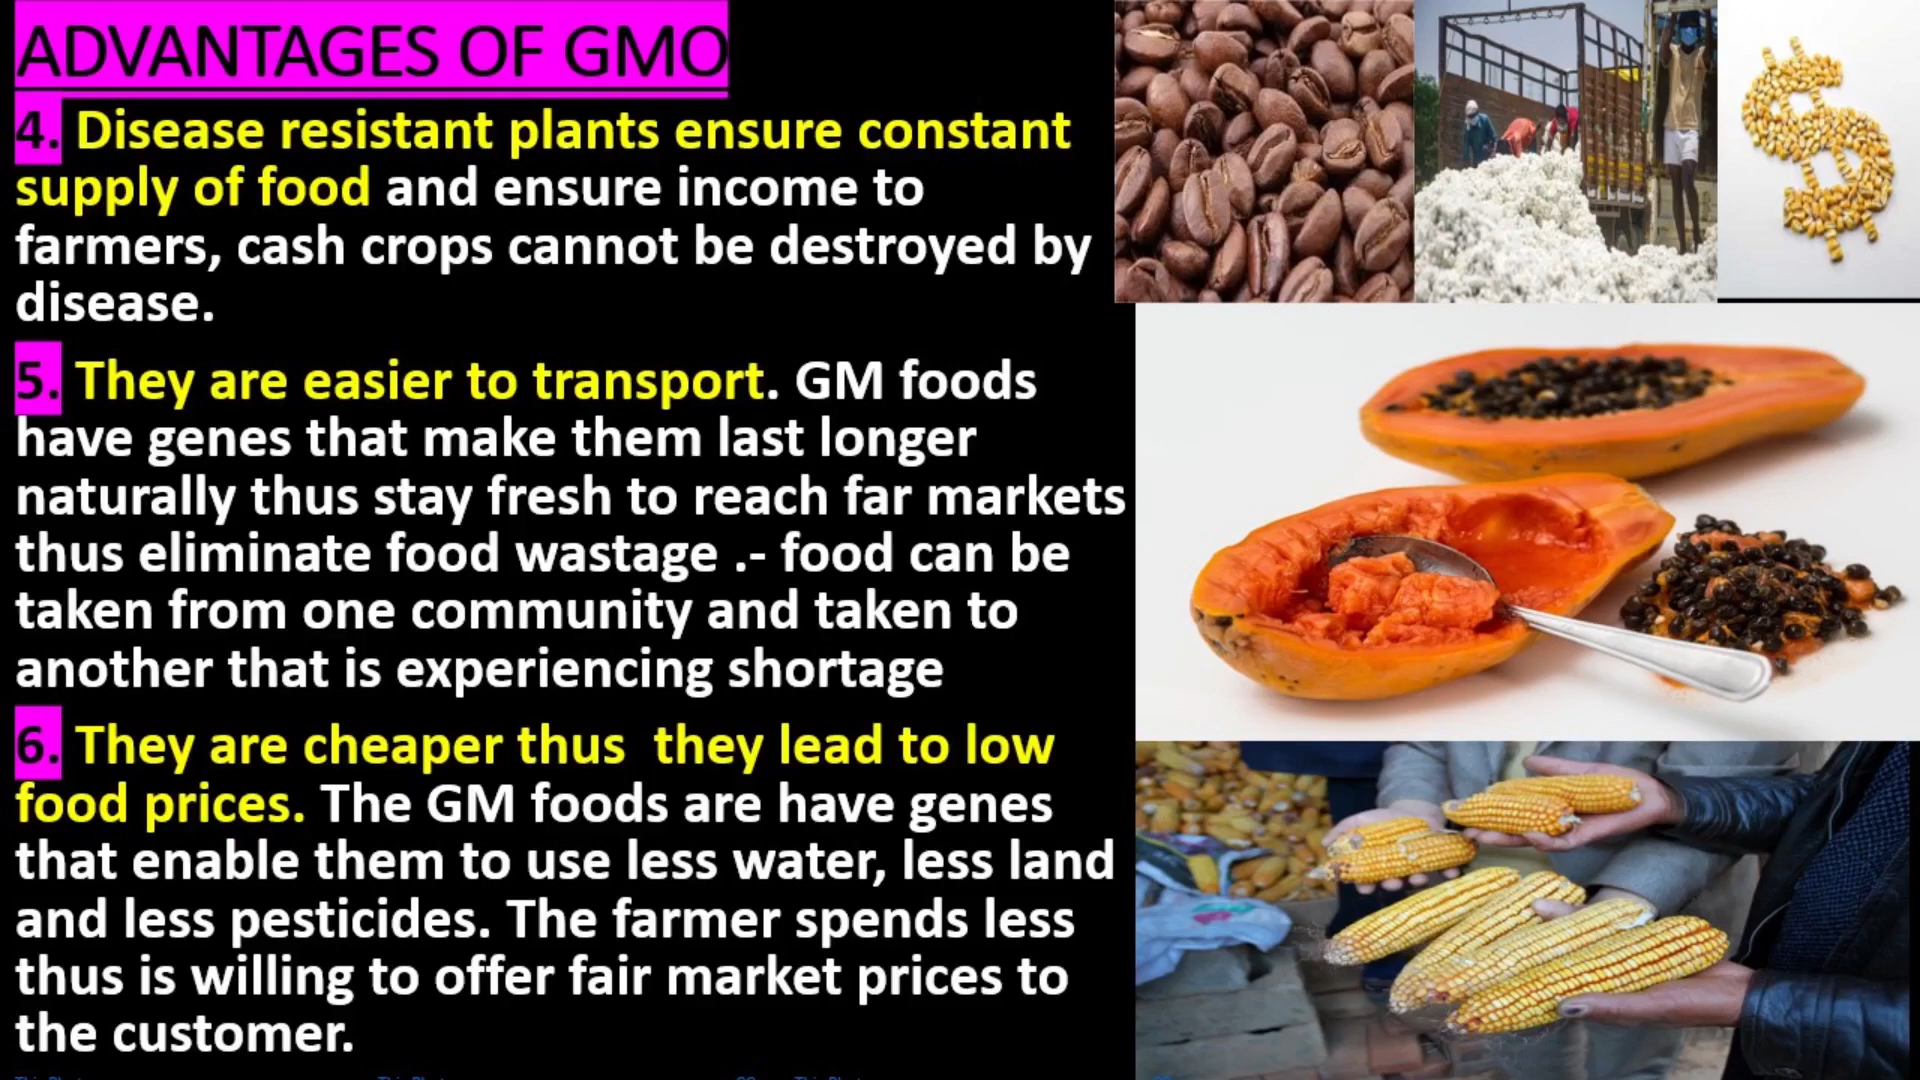 ADVANTAGES OF GMO
4. Disease resistant plants ensure constant
supply of food and ensure income to
farmers, cash crops cannot be destroyed by
disease.
5. They are easier to transport. GM foods
have genes that make them last longer
naturally thus stay fresh to reach far markets
thus eliminate food wastage .- food can be
taken from one community and taken to
another that is experiencing shortage
6. They are cheaper thus they lead to low
food prices. The GM foods are have genes
that enable them to use less water, less land
and less pesticides. The farmer spends less
thus is willing to offer fair market prices to
the customer.